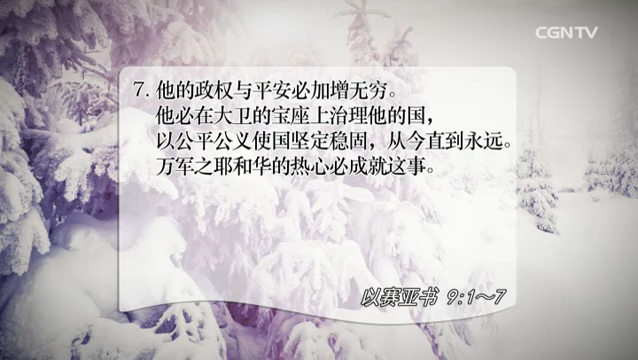 CGNTV
7. 他的政权与平安必加增无穷。
他必在大卫的宝座上治理他的国，
以公平公义使国坚定稳固，从今直到永远。
万军之耶和华的热心必成就这事。
以赛亚书 9:1～7